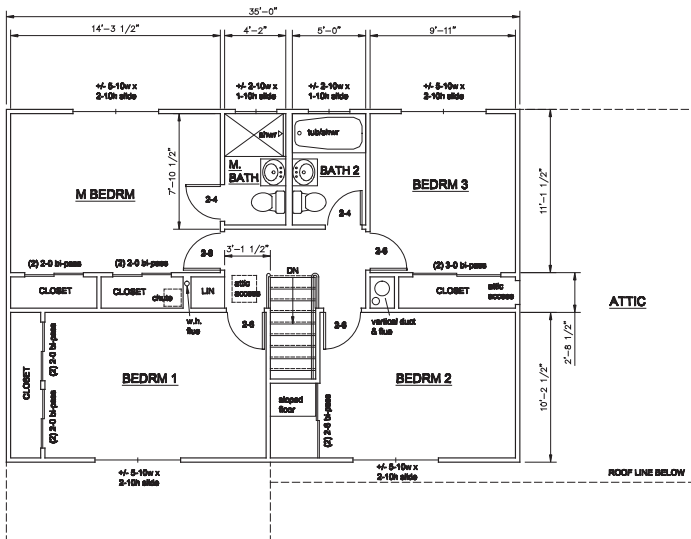 35'-0"
14'-3 1/2"
4'-2"
5'-0"
9'-11"
+/- 5-10w x
2-10h slide
+/- 2-10w x
1-10h slide
+/- 2-10w x
1-10h slide
+/- 5-10w x
2-10h slide
shwr
tub/shwr
M.
BATH
BATH 2
M BEDRM
7'-10 1/2"
2-4
2-4
BEDRM 3
11'-1 1/2"
2-6
3'-1 1/2"
2-6
(2) 2-0 bi-pass
(2) 2-0 bi-pass
(2) 3-0 bi-pass
DN
CLOSET
CLOSET
chute
LIN
attic
access
CLOSET
attic
access
ATTIC
w.h.
flue
2-6
2-6
vertical duct
& flue
2'-8 1/2"
CLOSET
(2) 2-0 bi-pass
(2) 2-0 bi-pass
BEDRM 1
BEDRM 2
10'-2 1/2"
sloped
floor
(2) 2-6 bi-pass
+/- 5-10w x
2-10h slide
+/- 5-10w x
2-10h slide
ROOF LINE BELOW